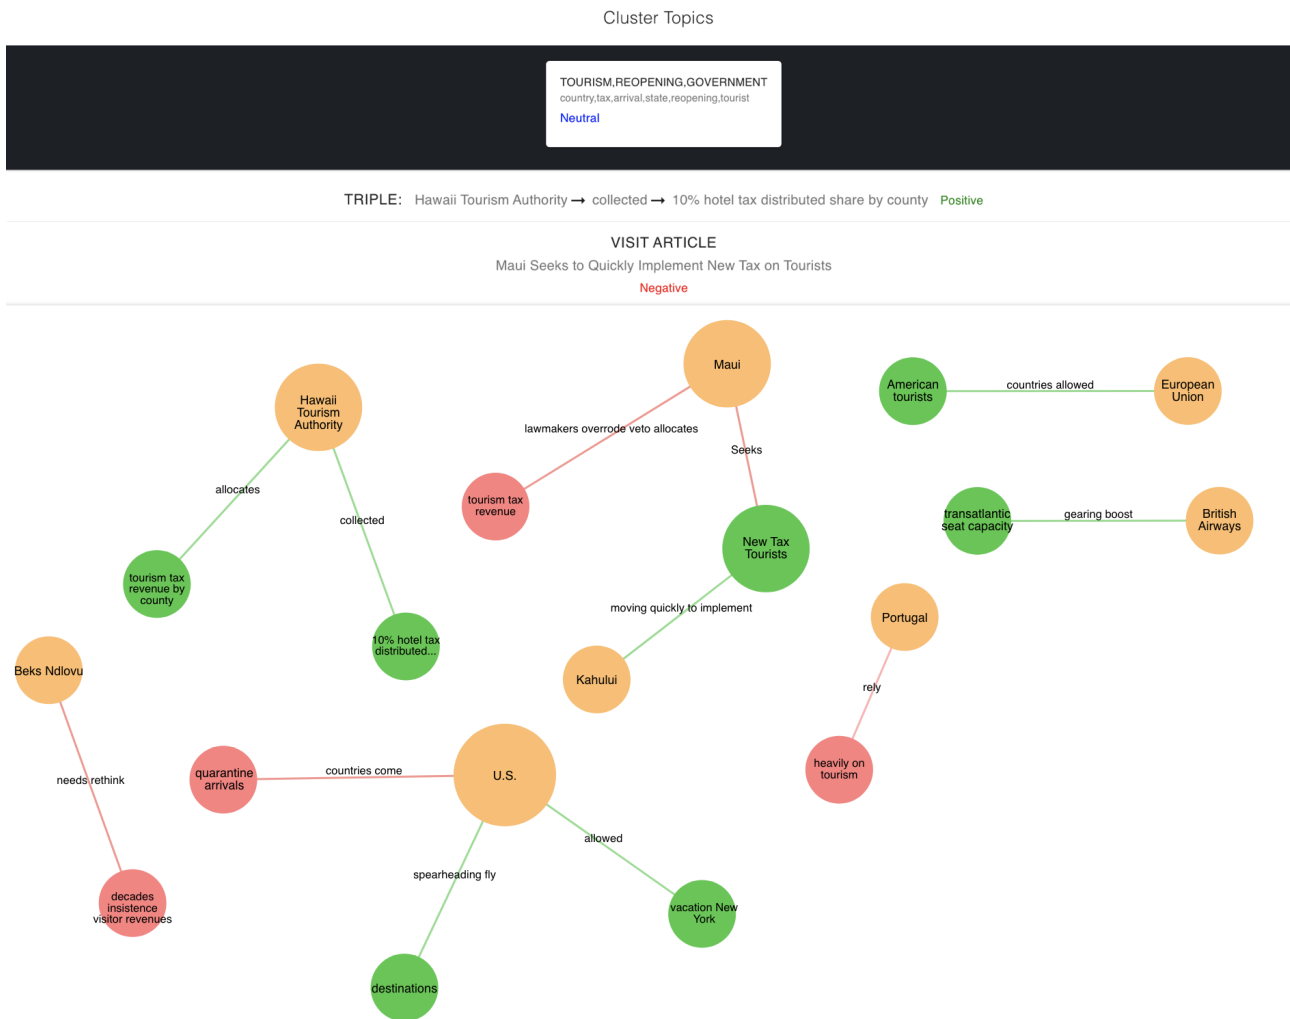 Cluster Topics
TOURISM,REOPENING,GOVERNMENT
country,tax,arrival,state,reopening,tourist
Neutral
TRIPLE: Hawaii Tourism Authority → collected → 10% hotel tax distributed share by county Positive
VISIT ARTICLE
Maui Seeks to Quickly Implement New Tax on Tourists
Negative
Maui
American
tourists
countries allowed
European
Union
Hawaii
Tourism
Authority
lawmakers overrode veto allocates
Seeks
allocates
collected
tourism tax
revenue
transatlantic
seat capacity
gearing boost
British
Airways
New Tax
Tourists
tourism tax
revenue by
county
moving quickly to implement
Portugal
10% hotel tax
distributed...
Beks Ndlovu
Kahului
rely
needs rethink
quarantine
arrivals
countries come
U.S.
heavily on
tourism
allowed
spearheading fly
decades
insistence
visitor revenues
vacation New
York
destinations